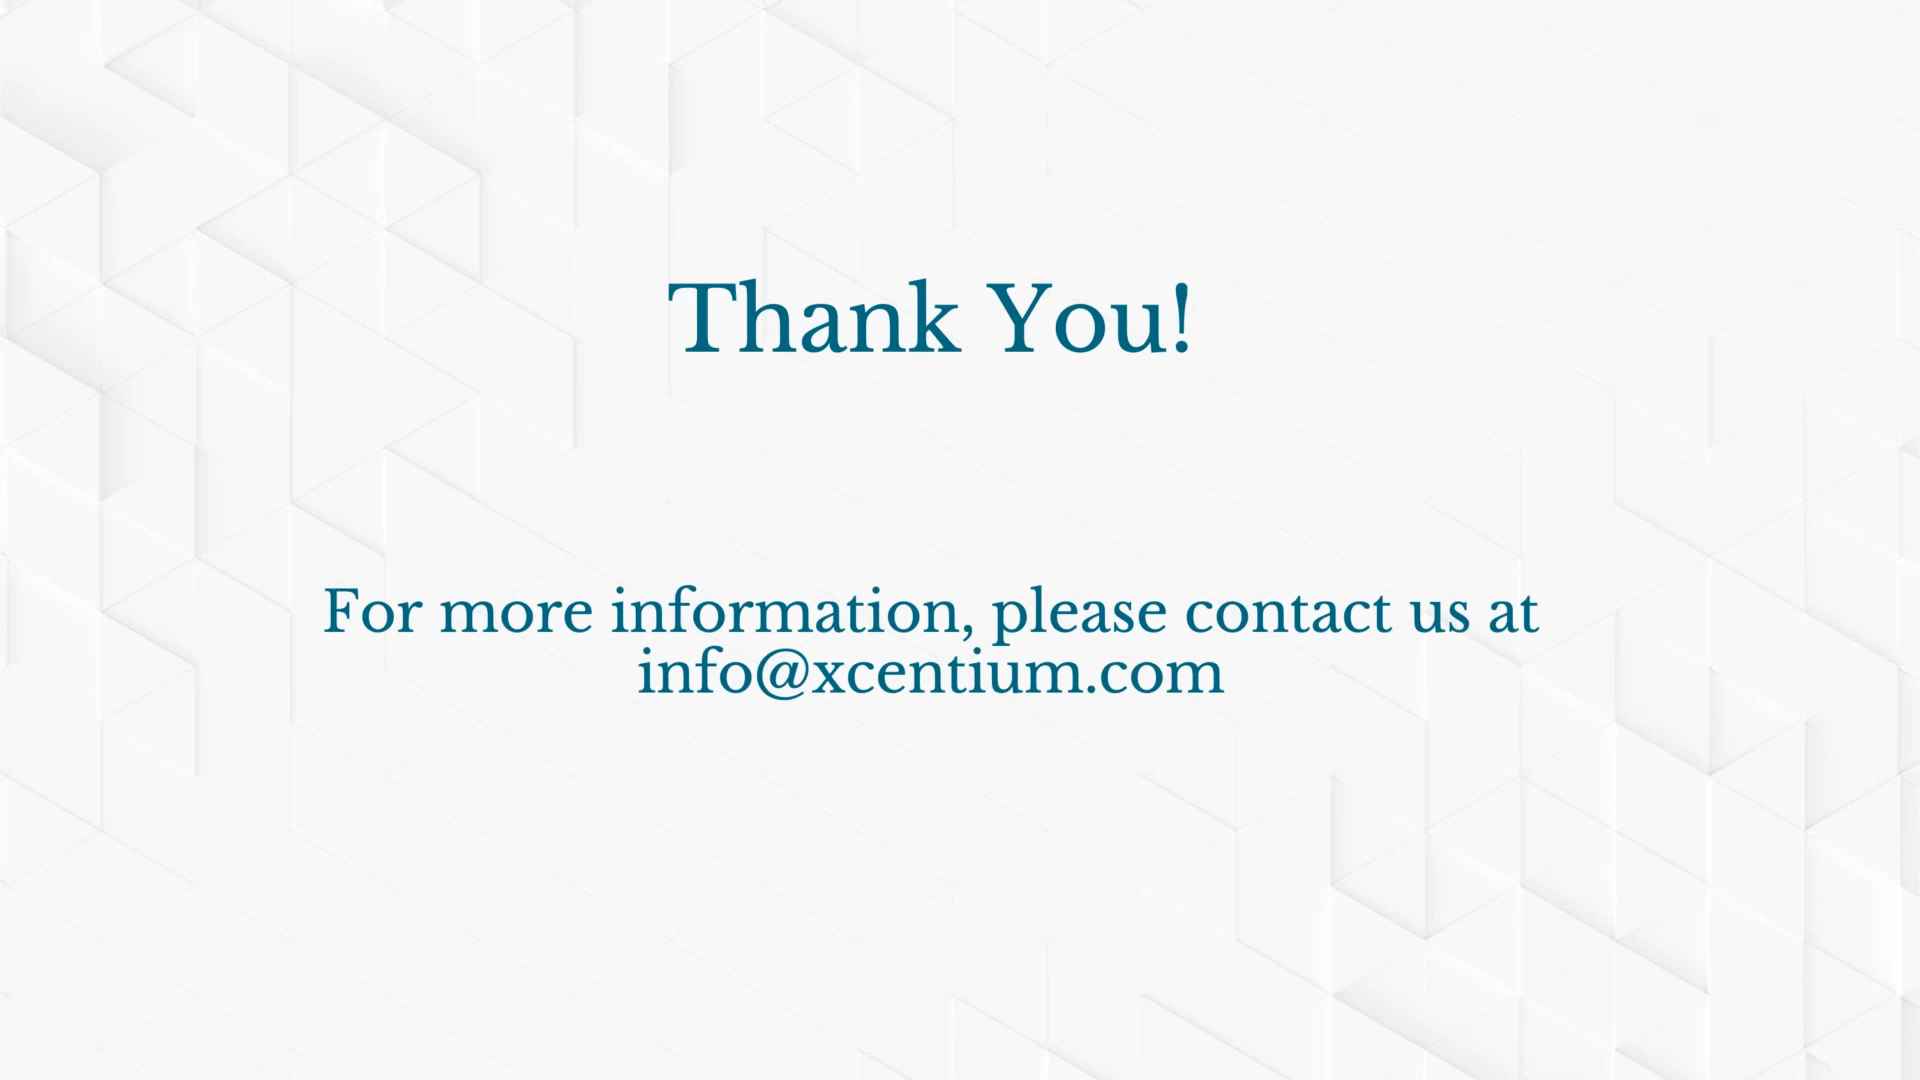 Thank You!
For more information, please contact us at
info@xcentium.com